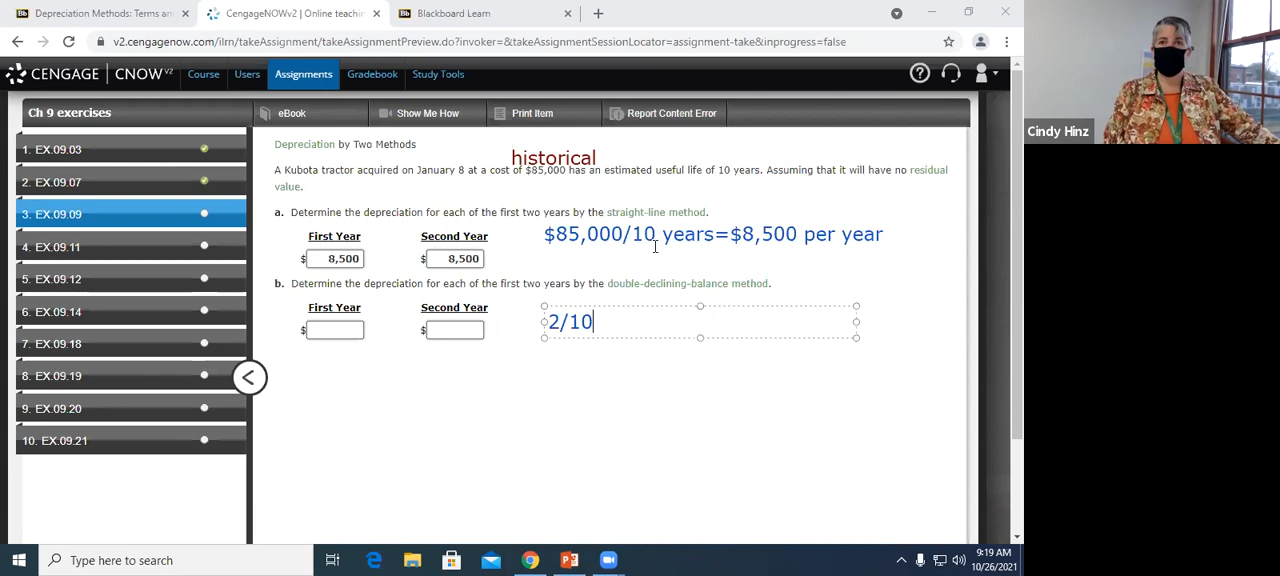 Depreciation Methods: Terms an
CengageNOWv2 | Online teachin
Blackboard Learn
v2.cengagenow.com/ilrn/takeAssignment/takeAssignmentPreview.do?invoker=&takeAssignmentSessionLocator=assignment-take&inprogress=false
CENGAGE | CNOWv2 Course Users Assignments Gradebook Study Tools
Ch 9 exercises
eBook Show Me How Print Item Report Content Error
Cindy Hinz
1. EX.09.03
2. EX.09.07
3. EX.09.09
4. EX.09.11
5. EX.09.12
6. EX.09.14
7. EX.09.18
8. EX.09.19
9. EX.09.20
10. EX.09.21
Depreciation by Two Methods
historical
A Kubota tractor acquired on January 8 at a cost of $85,000 has an estimated useful life of 10 years. Assuming that it will have no residual
value.
a. Determine the depreciation for each of the first two years by the straight-line method.
First Year Second Year
$85,000/10 years=$8,500 per year
$ 8,500 $ 8,500
b. Determine the depreciation for each of the first two years by the double-declining-balance method.
First Year Second Year
$ $
2/10
Type here to search
9:19 AM
10/26/2021